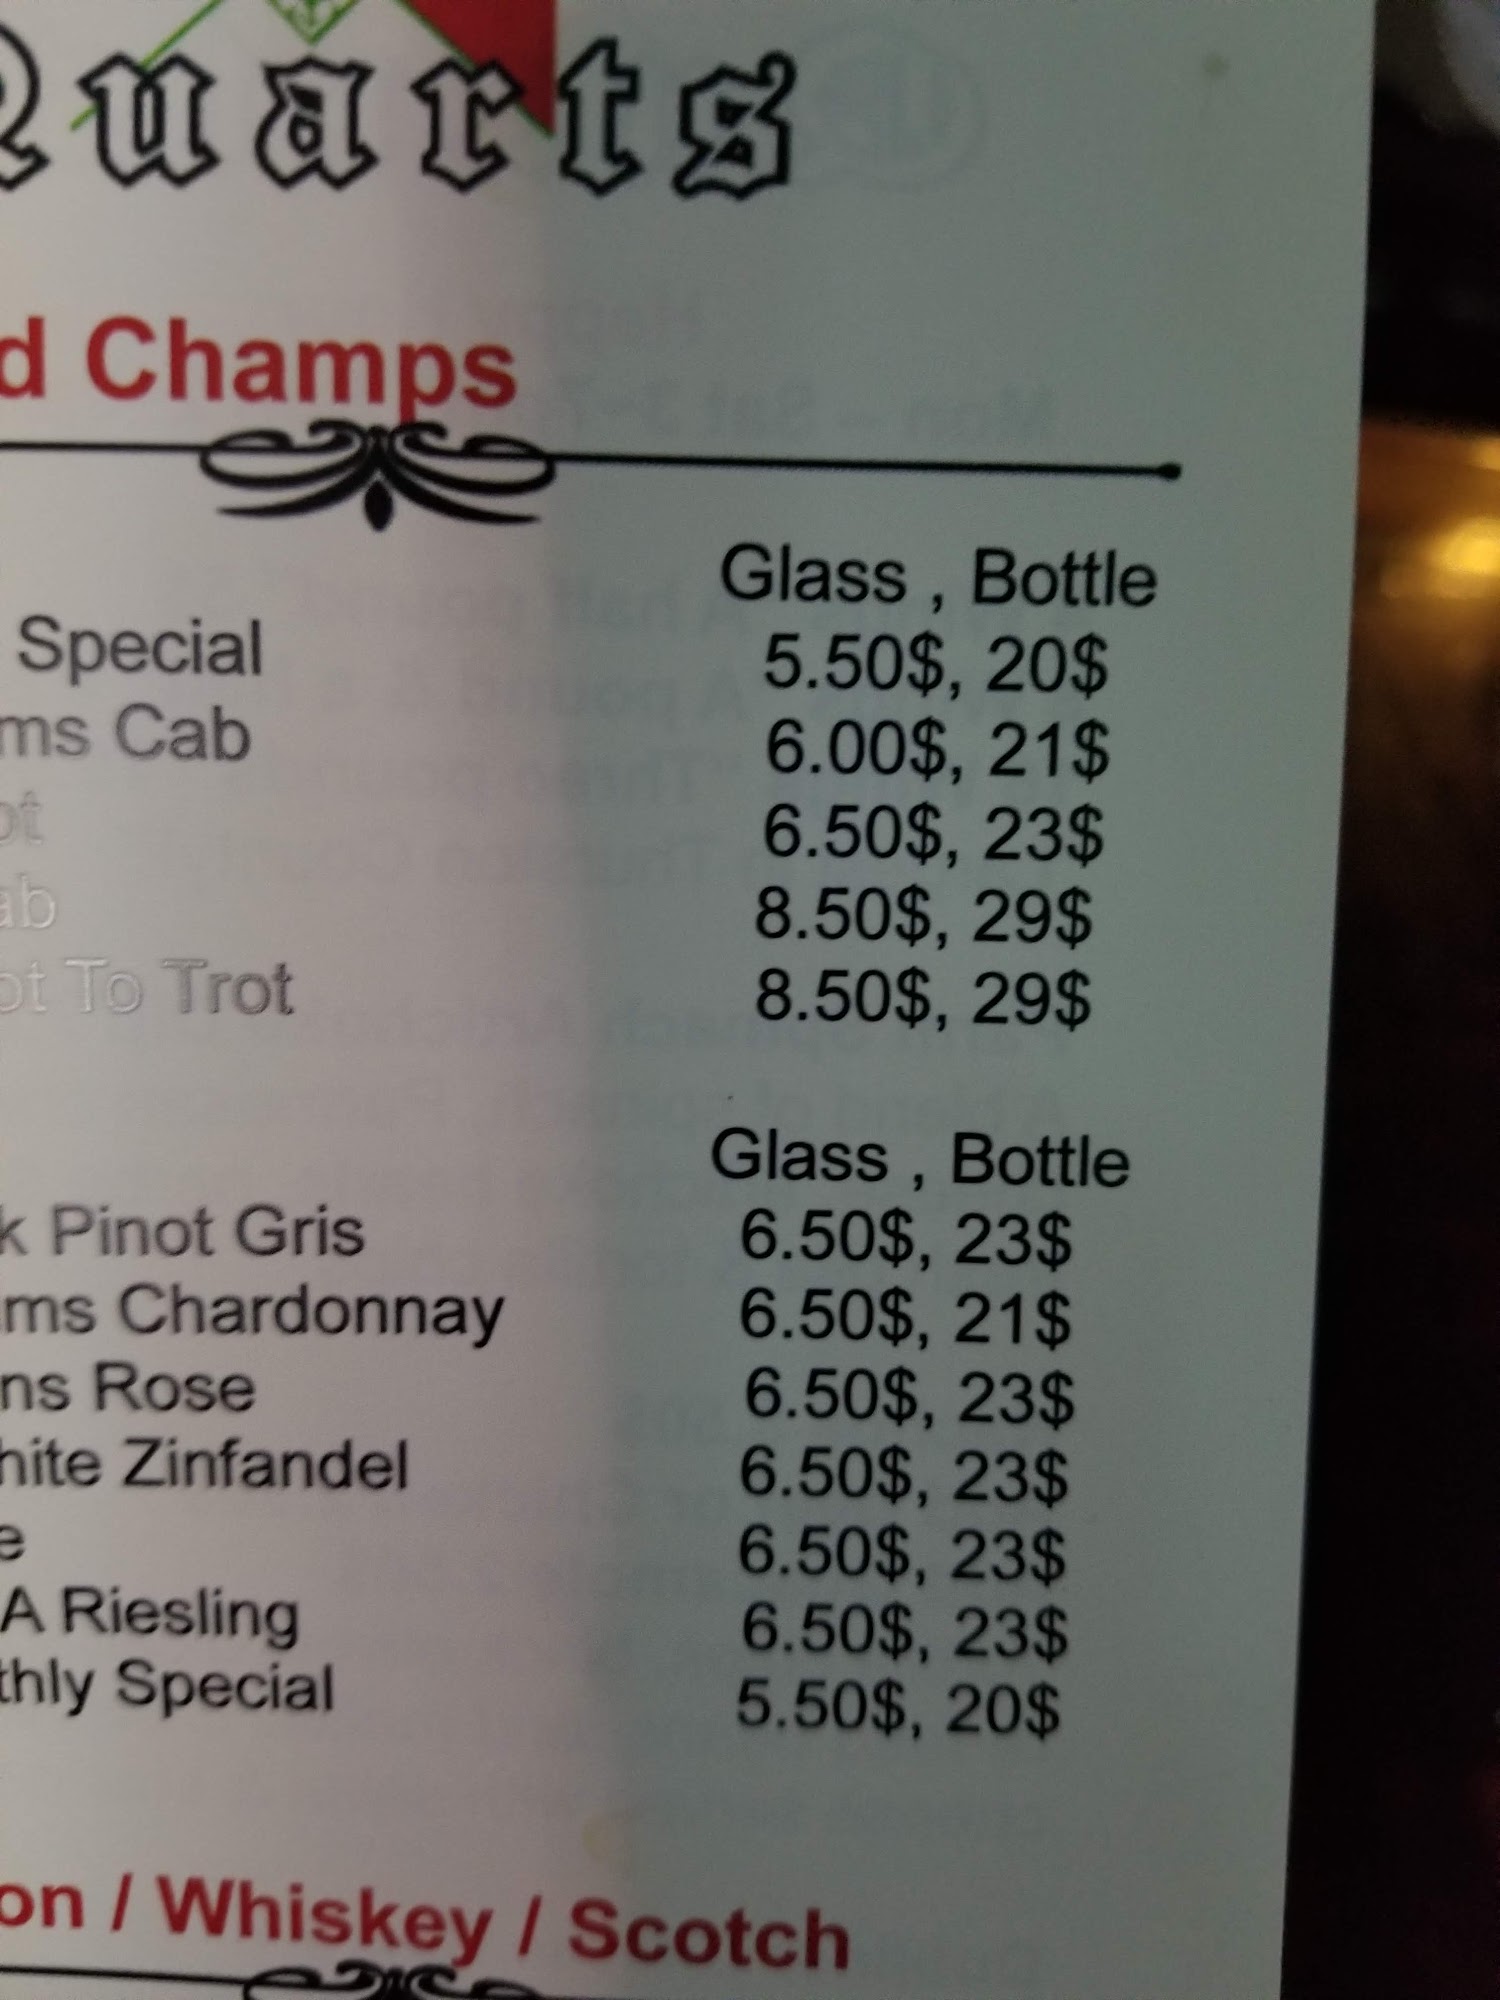 Quarts
d Champs
Glass , Bottle
Special 5.50$, 20$
ms Cab 6.00$, 21$
ot 6.50$, 23$
ab 8.50$, 29$
ot To Trot 8.50$, 29$
Glass , Bottle
k Pinot Gris 6.50$, 23$
ms Chardonnay 6.50$, 21$
ns Rose 6.50$, 23$
hite Zinfandel 6.50$, 23$
e 6.50$, 23$
A Riesling 6.50$, 23$
thly Special 5.50$, 20$
on / Whiskey / Scotch